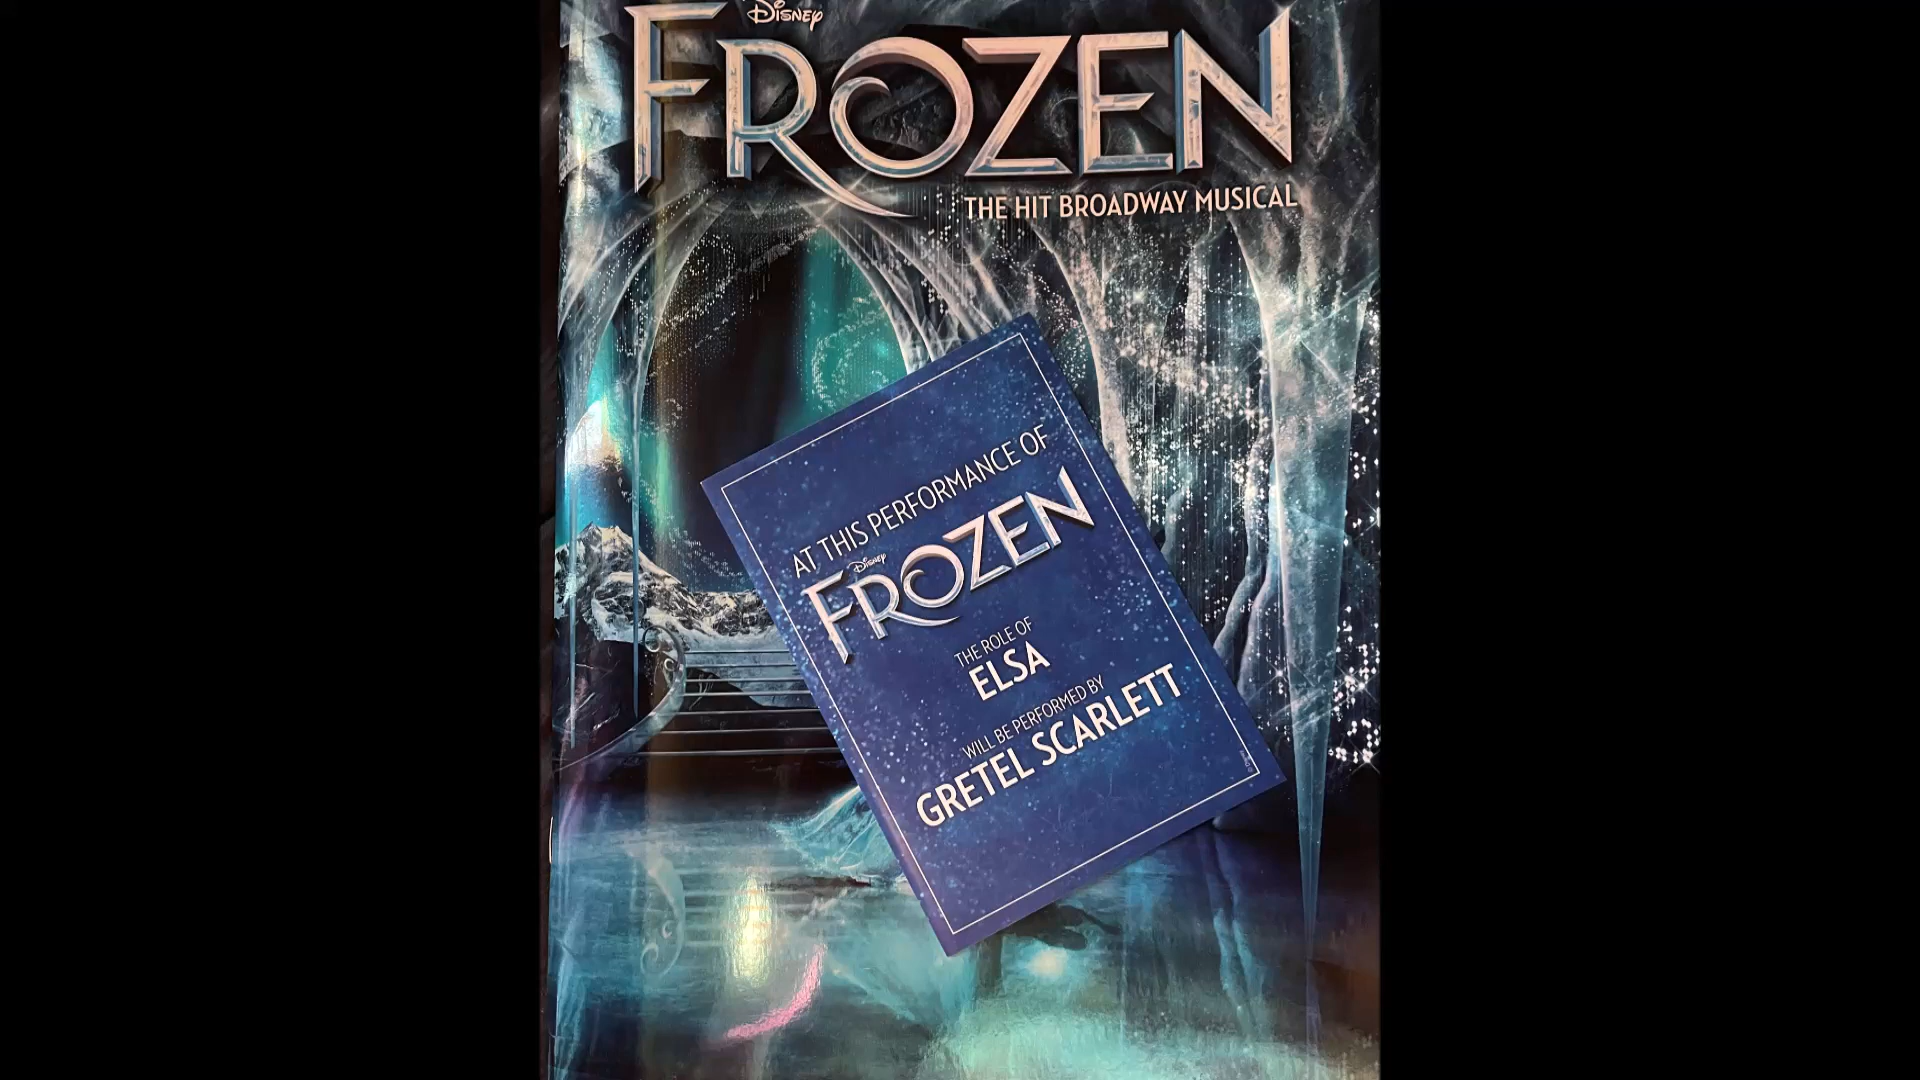 Disney
FROZEN
THE HIT BROADWAY MUSICAL
AT THIS PERFORMANCE OF
Disney
FROZEN
THE ROLE OF
ELSA
WILL BE PERFORMED BY
GRETEL SCARLETT